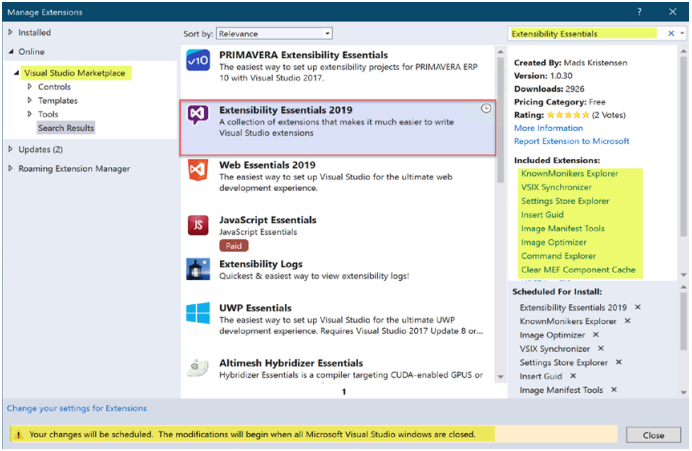 Manage Extensions
? ✕
Installed
Online
Visual Studio Marketplace
Controls
Templates
Tools
Search Results
Updates (2)
Roaming Extension Manager
Sort by: Relevance
v10
PRIMAVERA Extensibility Essentials
The easiest way to set up extensibility projects for PRIMAVERA ERP
10 with Visual Studio 2017.
Extensibility Essentials 2019
A collection of extensions that makes it much easier to write
Visual Studio extensions
Web Essentials 2019
The easiest way to set up Visual Studio for the ultimate web
development experience.
JS
JavaScript Essentials
JavaScript Essentials
Paid
Extensibility Logs
Quickest & easiest way to view extensibility logs!
UWP Essentials
The easiest way to set up Visual Studio for the ultimate UWP
development experience. Requires Visual Studio 2017 Update 8 or...
Altimesh Hybridizer Essentials
Hybridizer Essentials is a compiler targeting CUDA-enabled GPUS or
1
Extensibility Essentials
Created By: Mads Kristensen
Version: 1.0.30
Downloads: 2926
Pricing Category: Free
Rating: ★★★★★ (2 Votes)
More Information
Report Extension to Microsoft
Included Extensions:
KnownMonikers Explorer
VSIX Synchronizer
Settings Store Explorer
Insert Guid
Image Manifest Tools
Image Optimizer
Command Explorer
Clear MEF Component Cache
Scheduled For Install:
Extensibility Essentials 2019 ✕
KnownMonikers Explorer ✕
Image Optimizer ✕
VSIX Synchronizer ✕
Settings Store Explorer ✕
Insert Guid ✕
Image Manifest Tools ✕
Change your settings for Extensions
Your changes will be scheduled. The modifications will begin when all Microsoft Visual Studio windows are closed.
Close